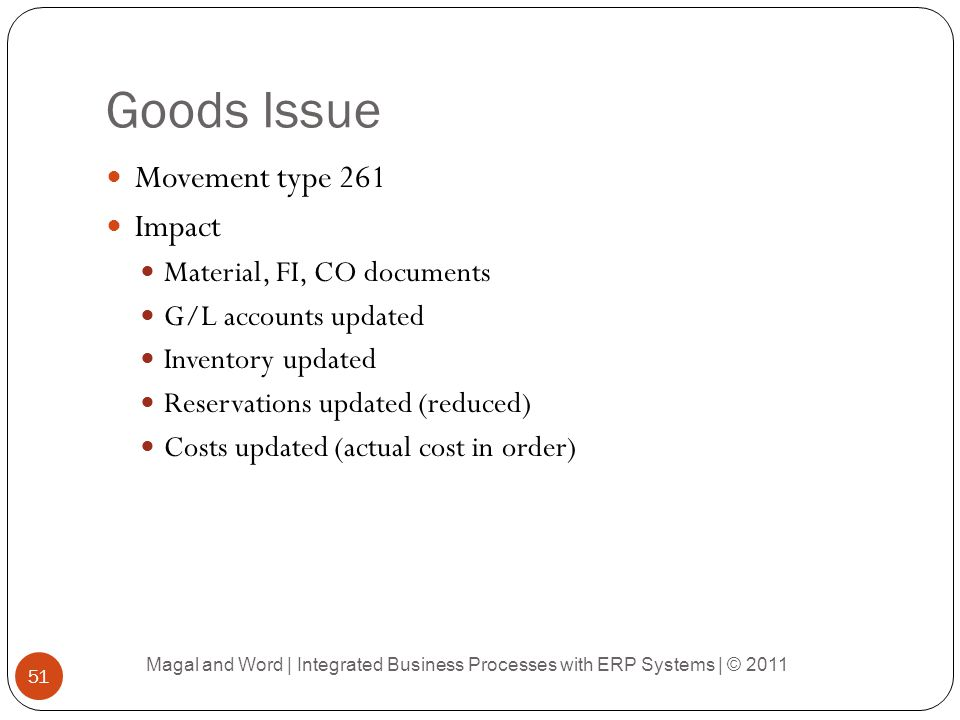 Goods Issue
Movement type 261
Impact
Material, FI, CO documents
G/L accounts updated
Inventory updated
Reservations updated (reduced)
Costs updated (actual cost in order)
51
Magal and Word | Integrated Business Processes with ERP Systems | © 2011